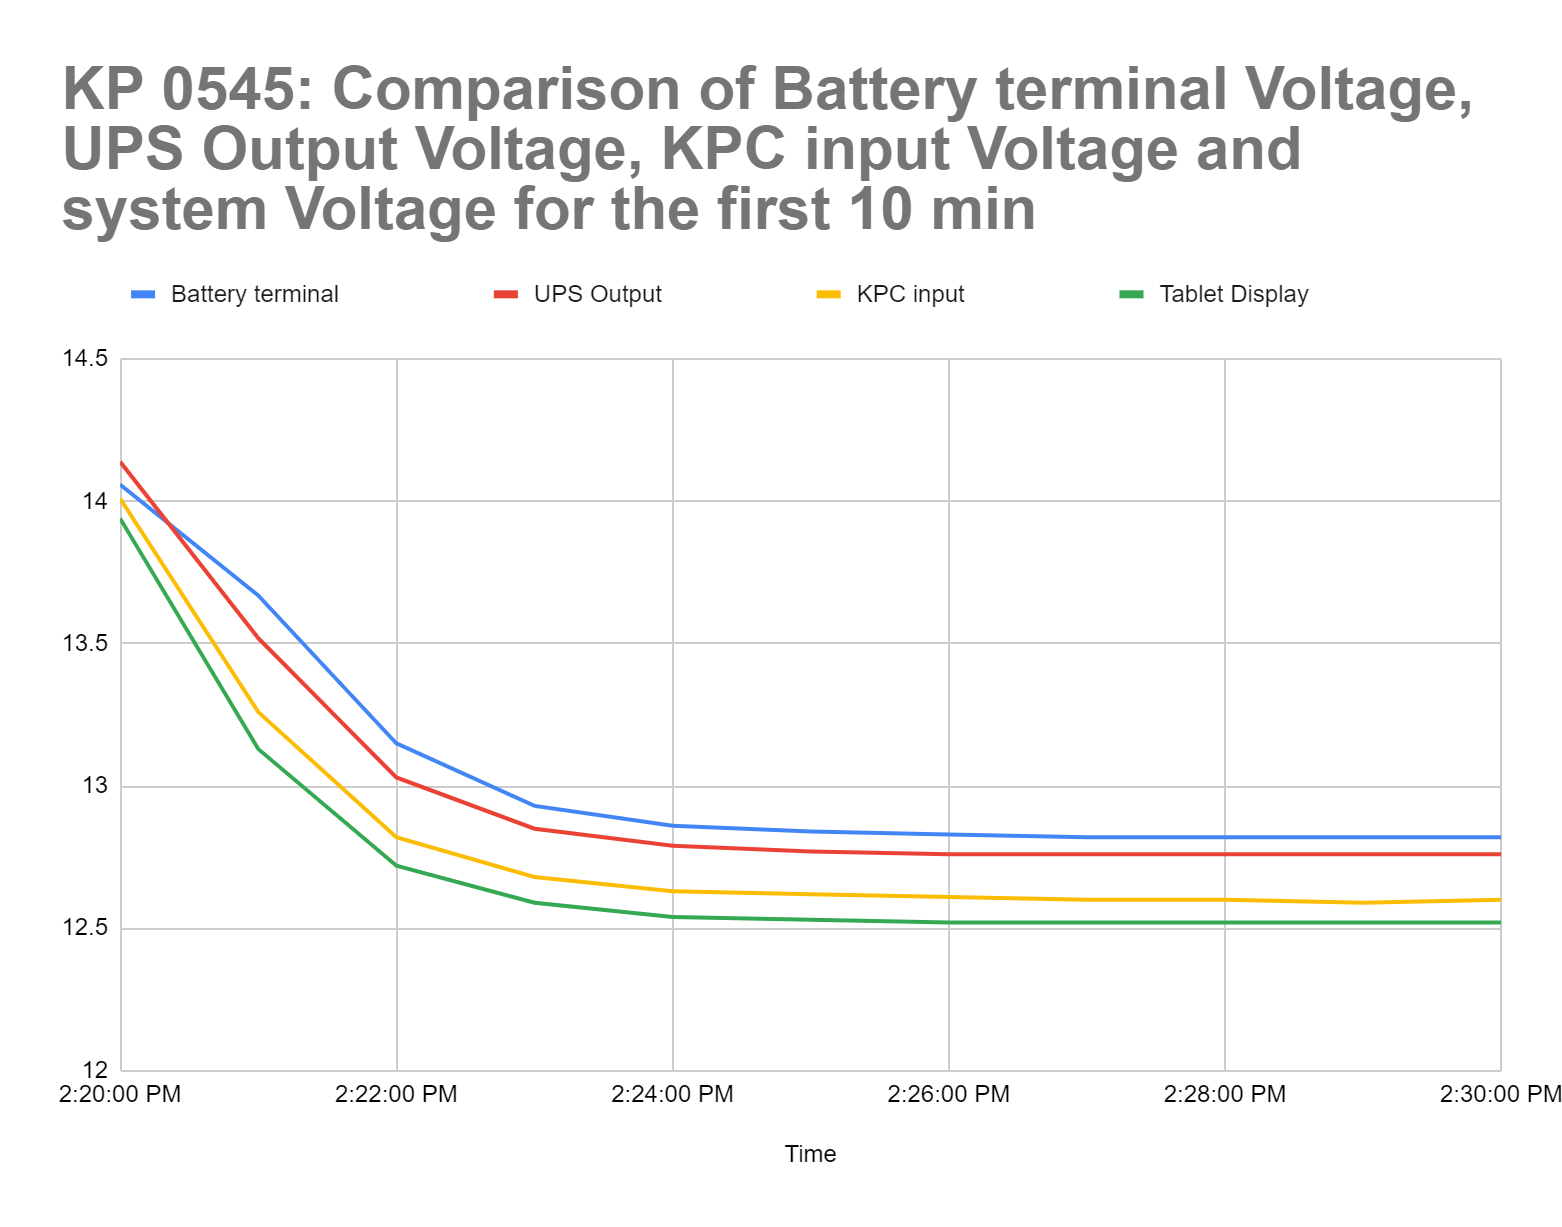 KP 0545: Comparison of Battery terminal Voltage,
UPS Output Voltage, KPC input Voltage and
system Voltage for the first 10 min
Battery terminal
UPS Output
KPC input
Tablet Display
14.5
14
13.5
13
12.5
12
2:20:00 PM
2:22:00 PM
2:24:00 PM
2:26:00 PM
2:28:00 PM
2:30:00 PM
Time